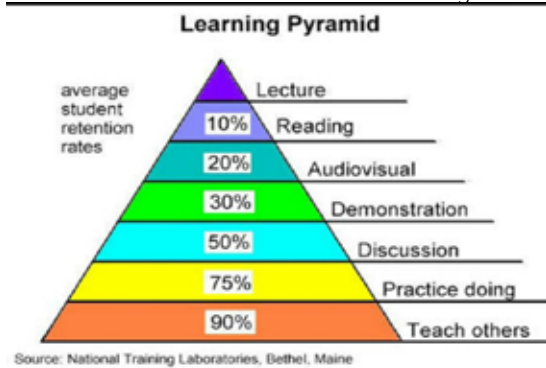 Learning Pyramid
average
student
retention
rates
Lecture
10% Reading
20% Audiovisual
30% Demonstration
50% Discussion
75% Practice doing
90% Teach others
Source: National Training Laboratories, Bethel, Maine